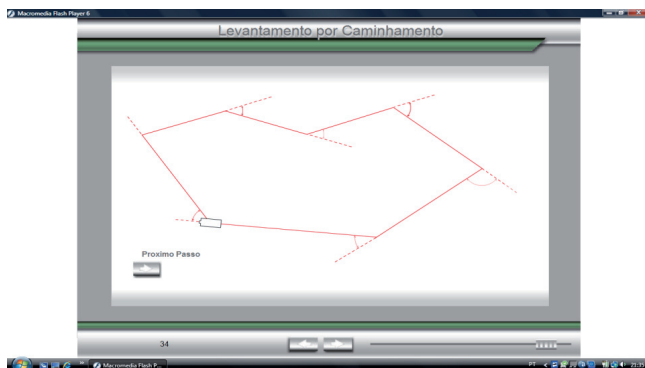 Macromedia Flash Player 6
Levantamento por Caminhamento
Proximo Passo
34
Macromedia Flash P...
PT
21:35